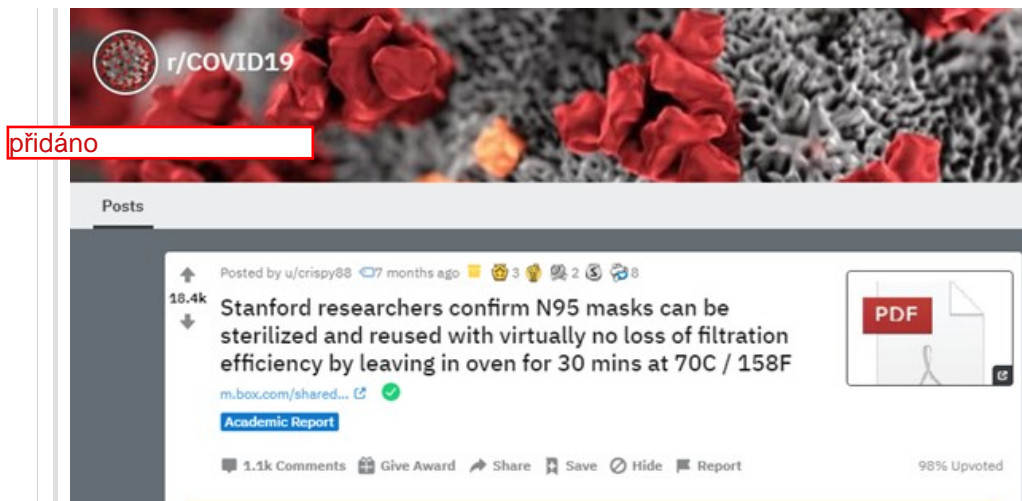 r/COVID19
přidáno
Posts
Posted by u/crispy88 7 months ago 3 2 8
18.4k
Stanford researchers confirm N95 masks can be
sterilized and reused with virtually no loss of filtration
efficiency by leaving in oven for 30 mins at 70C / 158F
PDF
m.box.com/shared...
Academic Report
1.1k Comments Give Award Share Save Hide Report
98% Upvoted